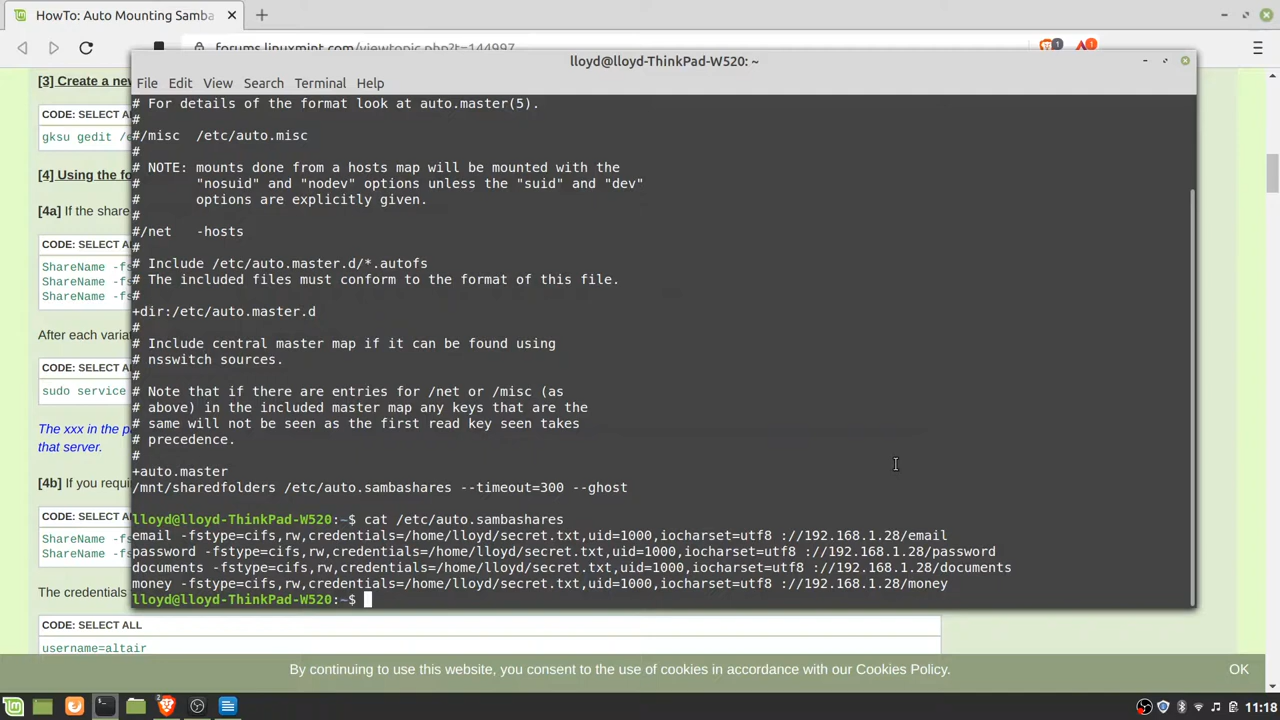 HowTo: Auto Mounting Samba
forums.linuxmint.com/viewtopic.php?t=144997
1
1
lloyd@lloyd-ThinkPad-W520: ~
File Edit View Search Terminal Help
[3] Create a new
CODE: SELECT A
gksu gedit /e
[4] Using the fo
[4a] If the share
CODE: SELECT A
ShareName -fs
ShareName -fs
ShareName -fs
After each varia
CODE: SELECT A
sudo service
The xxx in the p
that server.
[4b] If you requi
CODE: SELECT A
ShareName -fs
ShareName -fs
The credentials
CODE: SELECT ALL
username=altair
# For details of the format look at auto.master(5).
#
#/misc /etc/auto.misc
#
# NOTE: mounts done from a hosts map will be mounted with the
# "nosuid" and "nodev" options unless the "suid" and "dev"
# options are explicitly given.
#
#/net -hosts
#
# Include /etc/auto.master.d/*.autofs
# The included files must conform to the format of this file.
#
+dir:/etc/auto.master.d
#
# Include central master map if it can be found using
# nsswitch sources.
#
# Note that if there are entries for /net or /misc (as
# above) in the included master map any keys that are the
# same will not be seen as the first read key seen takes
# precedence.
#
+auto.master
/mnt/sharedfolders /etc/auto.sambashares --timeout=300 --ghost
lloyd@lloyd-ThinkPad-W520:~$ cat /etc/auto.sambashares
email -fstype=cifs,rw,credentials=/home/lloyd/secret.txt,uid=1000,iocharset=utf8 ://192.168.1.28/email
password -fstype=cifs,rw,credentials=/home/lloyd/secret.txt,uid=1000,iocharset=utf8 ://192.168.1.28/password
documents -fstype=cifs,rw,credentials=/home/lloyd/secret.txt,uid=1000,iocharset=utf8 ://192.168.1.28/documents
money -fstype=cifs,rw,credentials=/home/lloyd/secret.txt,uid=1000,iocharset=utf8 ://192.168.1.28/money
lloyd@lloyd-ThinkPad-W520:~$
By continuing to use this website, you consent to the use of cookies in accordance with our Cookies Policy.
OK
2
11:18